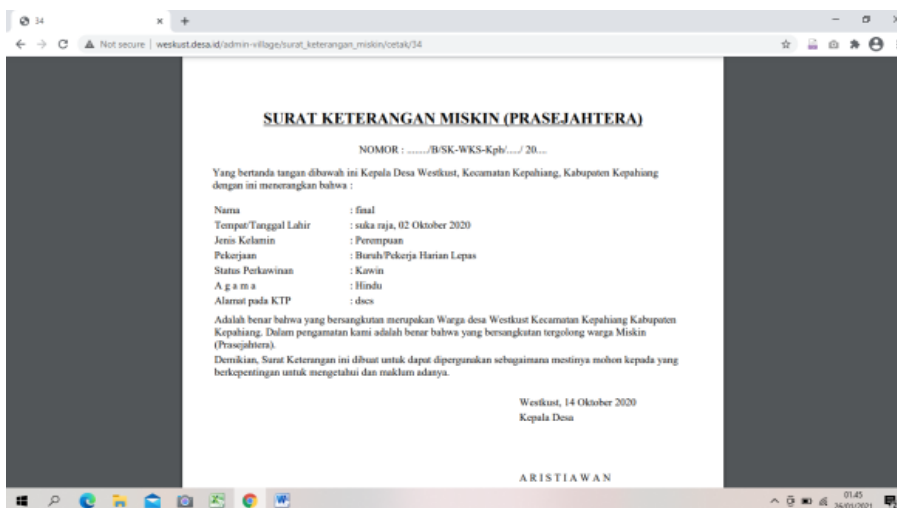 34
Not secure | weskust.desa.id/admin-village/surat_keterangan_miskin/cetak/34
SURAT KETERANGAN MISKIN (PRASEJAHTERA)
NOMOR : ......../B/SK-WKS-Kph/...../ 20....
Yang bertanda tangan dibawah ini Kepala Desa Westkust, Kecamatan Kepahiang, Kabupaten Kepahiang
dengan ini menerangkan bahwa :
Nama : final
Tempat/Tanggal Lahir : suka raja, 02 Oktober 2020
Jenis Kelamin : Perempuan
Pekerjaan : Buruh/Pekerja Harian Lepas
Status Perkawinan : Kawin
A g a m a : Hindu
Alamat pada KTP : dscs
Adalah benar bahwa yang bersangkutan merupakan Warga desa Westkust Kecamatan Kepahiang Kabupaten
Kepahiang. Dalam pengamatan kami adalah benar bahwa yang bersangkutan tergolong warga Miskin
(Prasejahtera).
Demikian, Surat Keterangan ini dibuat untuk dapat dipergunakan sebagaimana mestinya mohon kepada yang
berkepentingan untuk mengetahui dan maklum adanya.
Westkust, 14 Oktober 2020
Kepala Desa
A R I S T I A W A N
01.45
26/01/2021